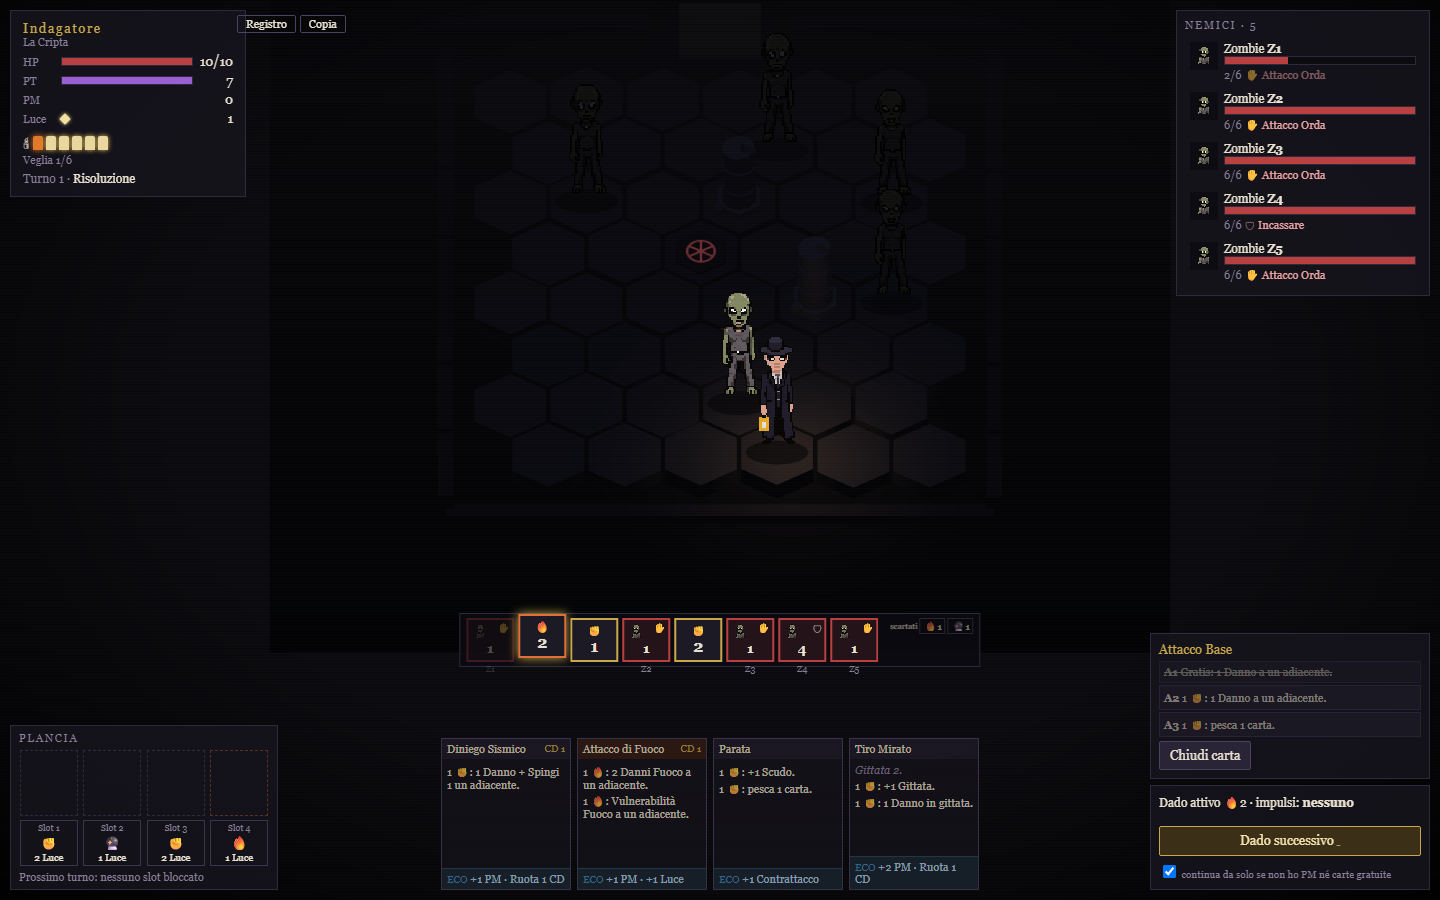 Indagatore
La Cripta
HP 10/10
PT 7
PM 0
Luce 1
Veglia 1/6
Turno 1 · Risoluzione
Registro
Copia
NEMICI · 5
Zombie Z1
2/6 Attacco Orda
Zombie Z2
6/6 Attacco Orda
Zombie Z3
6/6 Attacco Orda
Zombie Z4
6/6 Incassare
Zombie Z5
6/6 Attacco Orda
1 2 1 1 2 1 4 1
scartati 1 1
Z1 Z2 Z3 Z4 Z5
PLANCIA
Slot 1
2 Luce
Slot 2
1 Luce
Slot 3
2 Luce
Slot 4
1 Luce
Prossimo turno: nessuno slot bloccato
Diniego Sismico CD 1
1 ✊ : 1 Danno + Spingi
1 un adiacente.
ECO +1 PM · Ruota 1 CD
Attacco di Fuoco CD 1
1 🔥 : 2 Danni Fuoco a
un adiacente.
1 🔥 : Vulnerabilità
Fuoco a un adiacente.
ECO +1 PM · +1 Luce
Parata
1 ✊ : +1 Scudo.
1 ✊ : pesca 1 carta.
ECO +1 Contrattacco
Tiro Mirato
Gittata 2.
1 ✊ : +1 Gittata.
1 ✊ : 1 Danno in gittata.
ECO +2 PM · Ruota 1
CD
Attacco Base
A1 Gratis: 1 Danno a un adiacente.
A2 1 ✊ : 1 Danno a un adiacente.
A3 1 ✊ : pesca 1 carta.
Chiudi carta
Dado attivo 🔥 2 · impulsi: nessuno
Dado successivo
continua da solo se non ho PM né carte gratuite